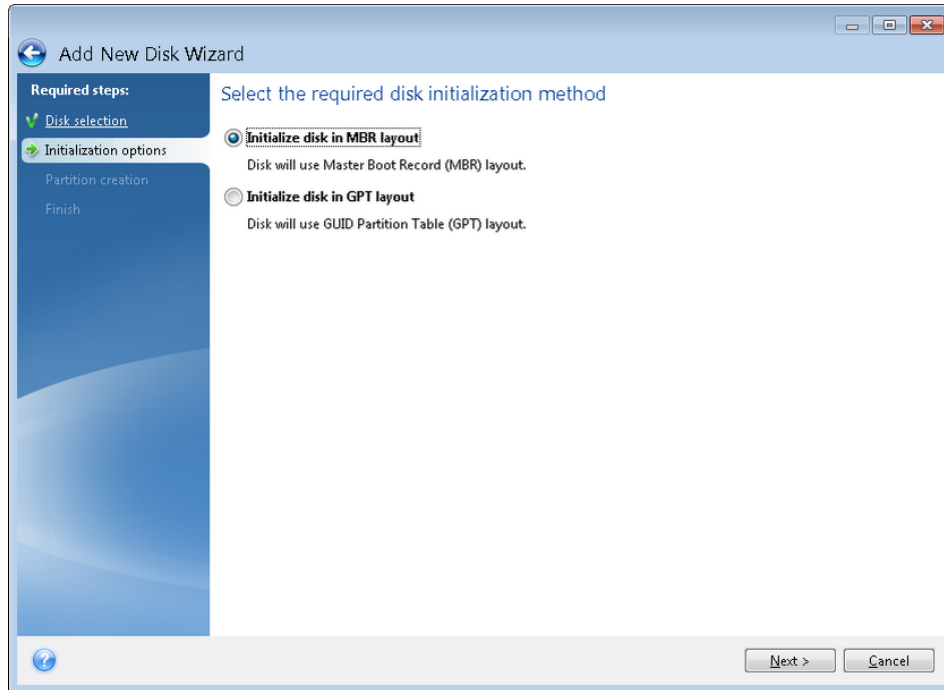 Add New Disk Wizard
Required steps:
Disk selection
Initialization options
Partition creation
Finish
Select the required disk initialization method
Initialize disk in MBR layout
Disk will use Master Boot Record (MBR) layout.
Initialize disk in GPT layout
Disk will use GUID Partition Table (GPT) layout.
?
Next >
Cancel